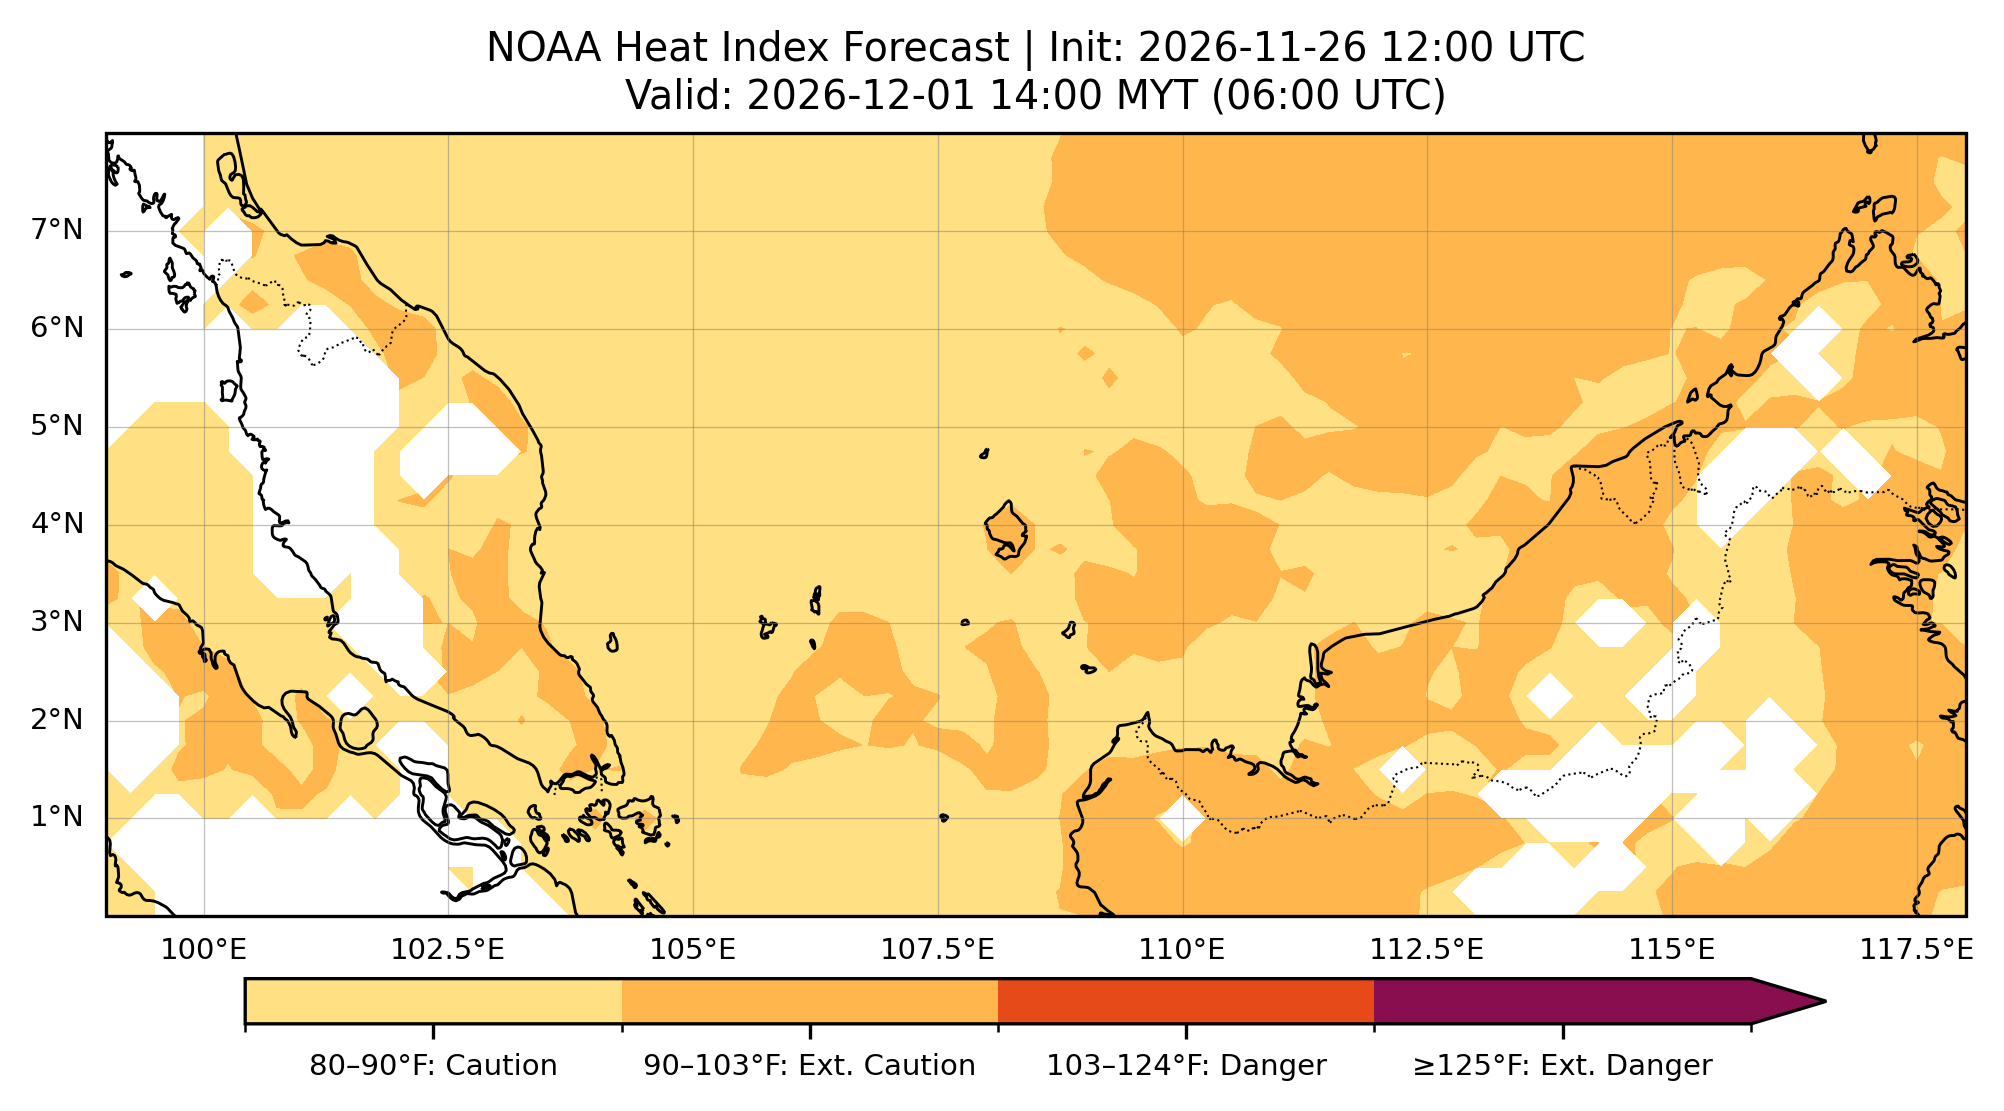 NOAA Heat Index Forecast | Init: 2026-11-26 12:00 UTC
Valid: 2026-12-01 14:00 MYT (06:00 UTC)
7°N
6°N
5°N
4°N
3°N
2°N
1°N
100°E
102.5°E
105°E
107.5°E
110°E
112.5°E
115°E
117.5°E
80–90°F: Caution
90–103°F: Ext. Caution
103–124°F: Danger
≥125°F: Ext. Danger